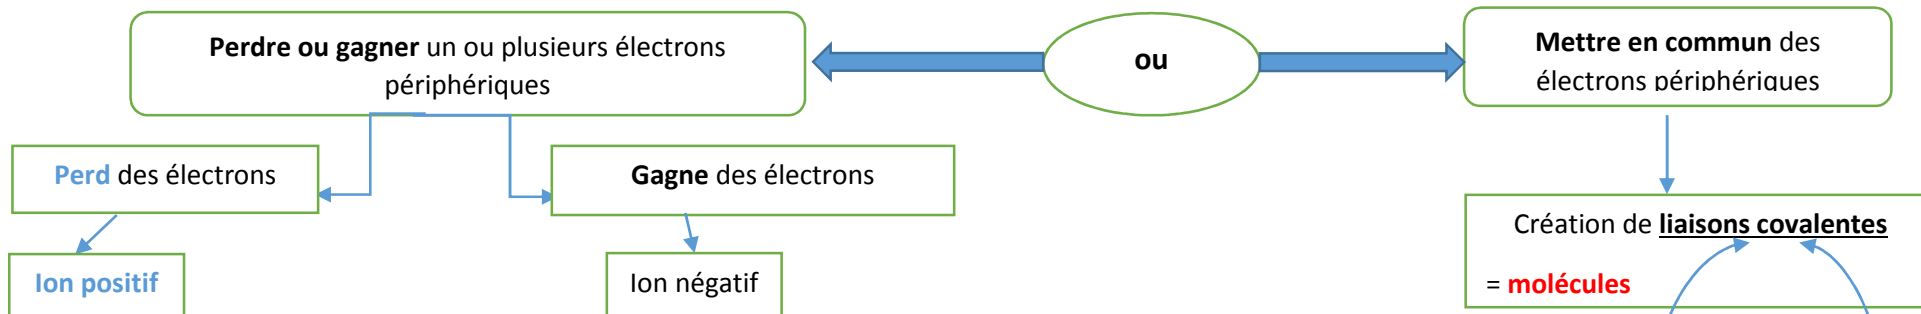 Perdre ou gagner un ou plusieurs électrons
périphériques
ou
Mettre en commun des
électrons périphériques
Perd des électrons
Gagne des électrons
Ion positif
Ion négatif
Création de liaisons covalentes
= molécules